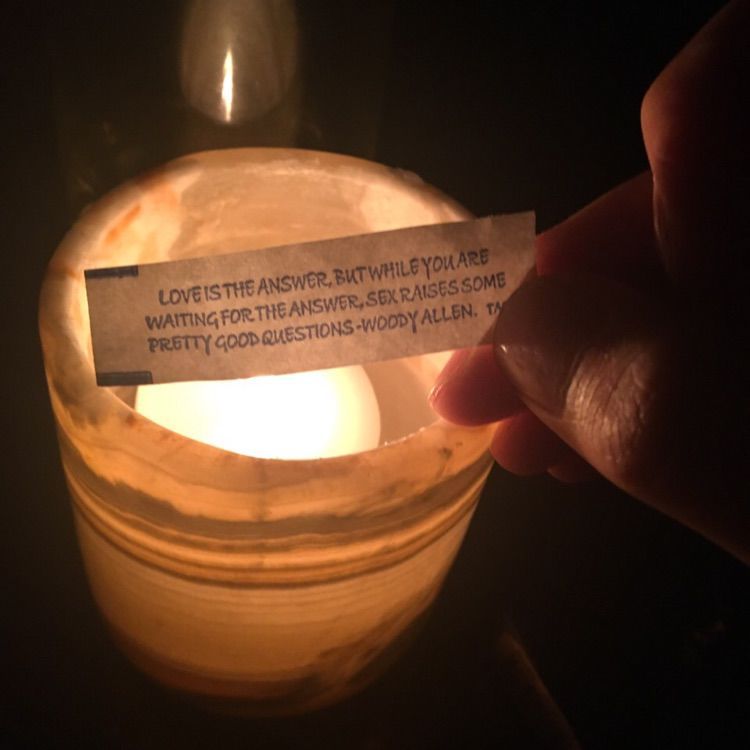 LOVE IS THE ANSWER, BUT WHILE YOU ARE
WAITING FOR THE ANSWER, SEX RAISES SOME
PRETTY GOOD QUESTIONS - WOODY ALLEN.